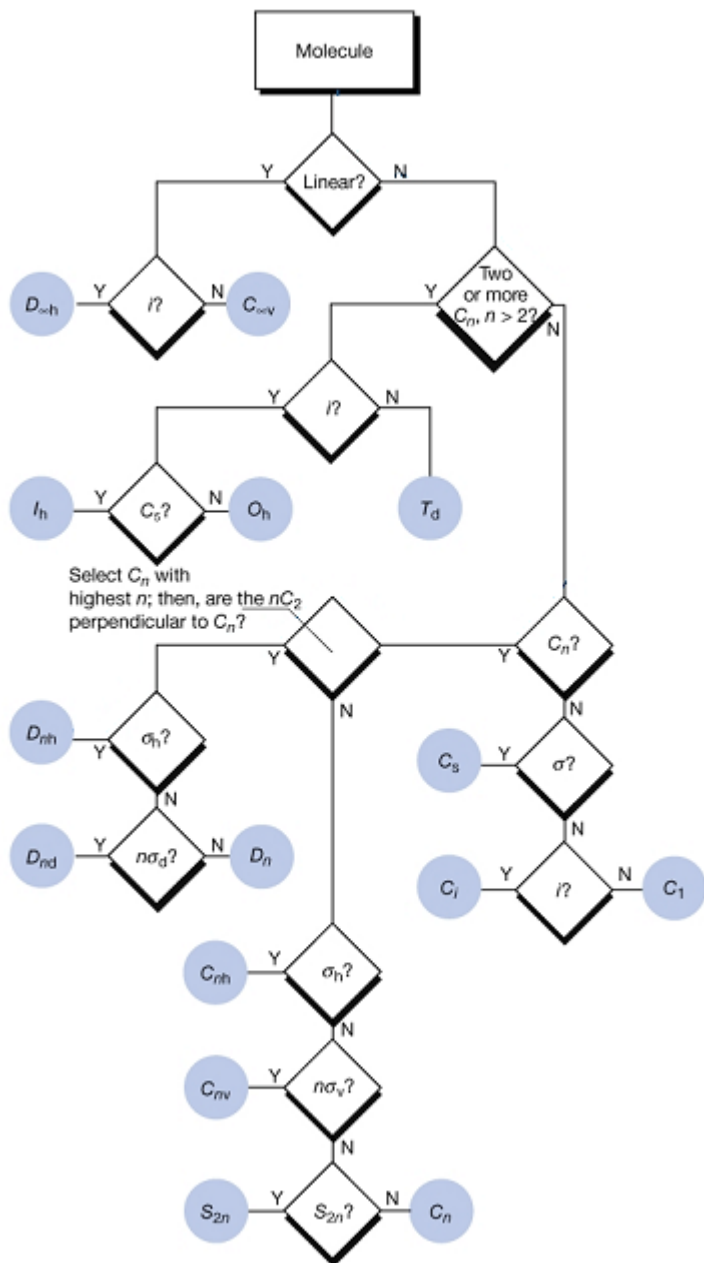 Molecule
Y
Linear?
N
D∞h
Y
i?
N
C∞v
Y
Two
or more
Cn, n > 2?
N
Y
i?
N
Ih
Y
C5?
N
Oh
Td
Select Cn with
highest n; then, are the nC2
perpendicular to Cn?
Y
N
Y
Cn?
N
Dnh
Y
σh?
N
Cs
Y
σ?
N
Dnd
Y
nσd?
N
Dn
Ci
Y
i?
N
C1
Cnh
Y
σh?
N
Cnv
Y
nσv?
N
S2n
Y
S2n?
N
Cn